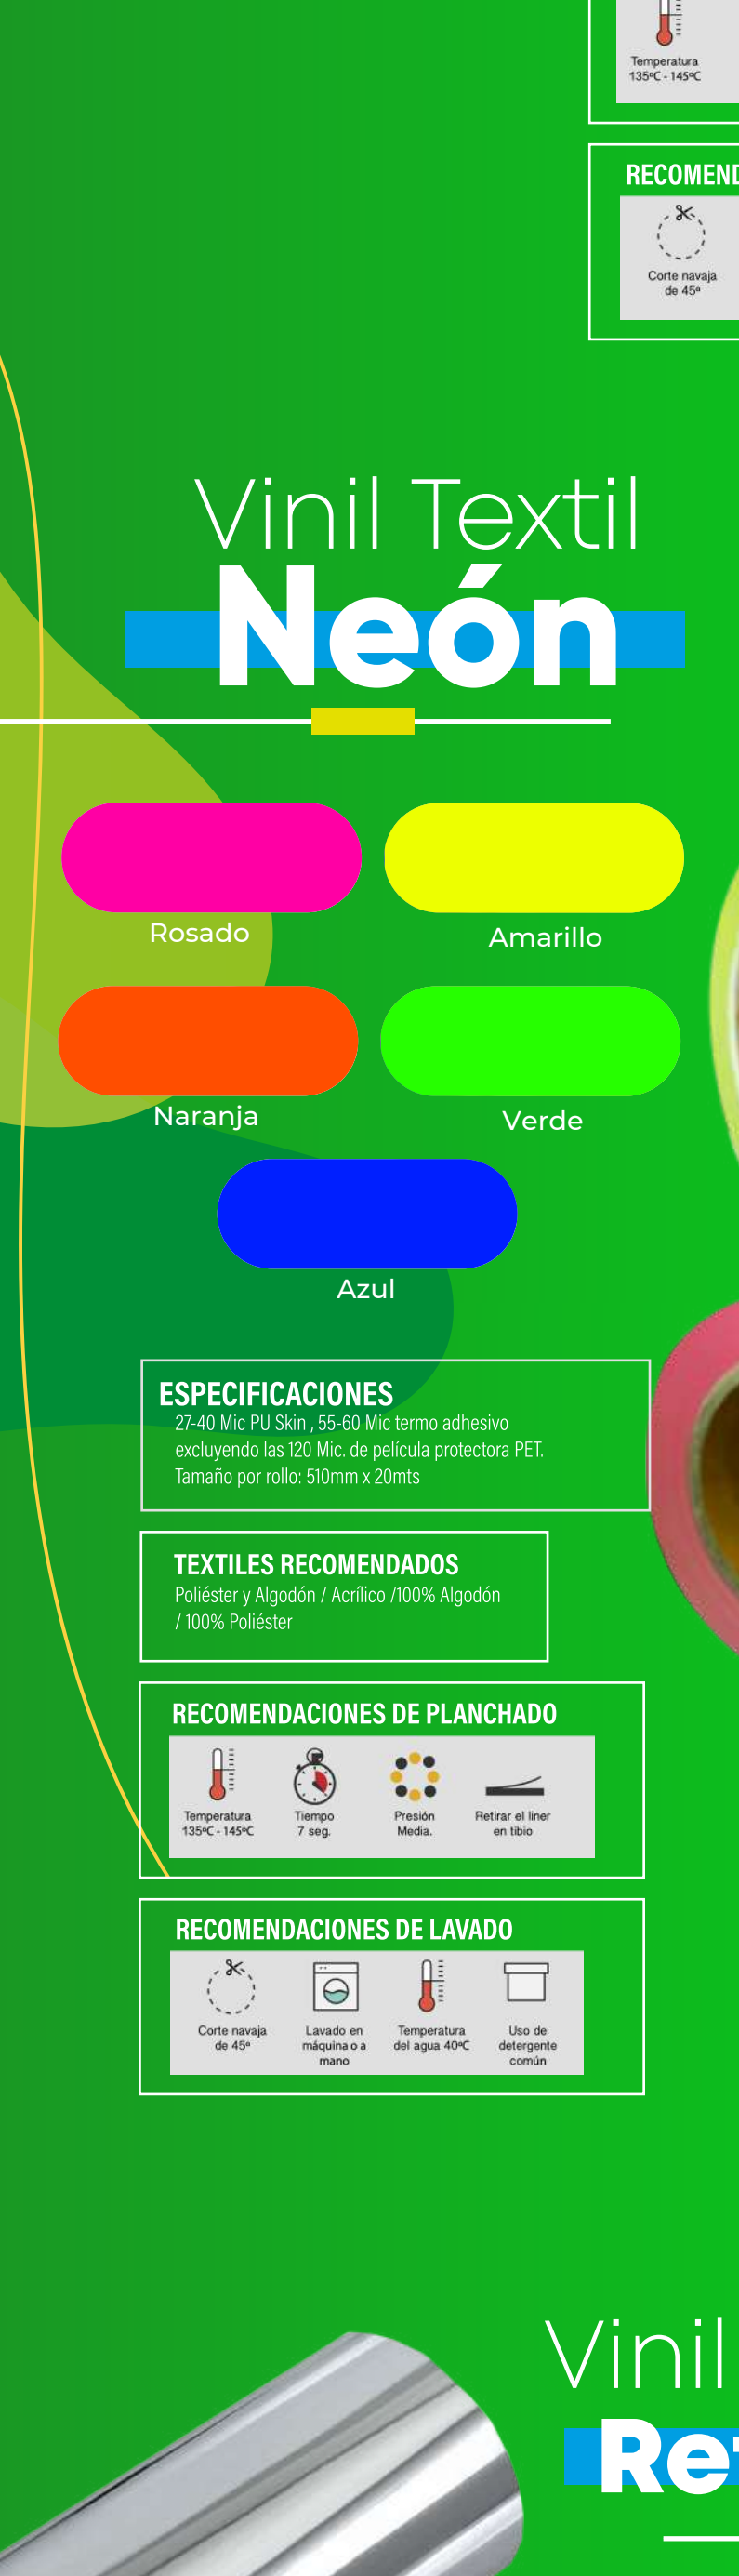 Temperatura
135ºC - 145ºC
Corte navaja
de 45º
Vinil Textil
Neón
Rosado
Amarillo
Naranja
Verde
Azul
ESPECIFICACIONES
27-40 Mic PU Skin , 55-60 Mic termo adhesivo
excluyendo las 120 Mic. de película protectora PET.
Tamaño por rollo: 510mm x 20mts
TEXTILES RECOMENDADOS
Poliéster y Algodón / Acrílico /100% Algodón
/ 100% Poliéster
RECOMENDACIONES DE PLANCHADO
Temperatura
135ºC - 145ºC
Tiempo
7 seg.
Presión
Media.
Retirar el liner
en tibio
RECOMENDACIONES DE LAVADO
Corte navaja
de 45º
Lavado en
máquina o a
mano
Temperatura
del agua 40ºC
Uso de
detergente
común
Vinil